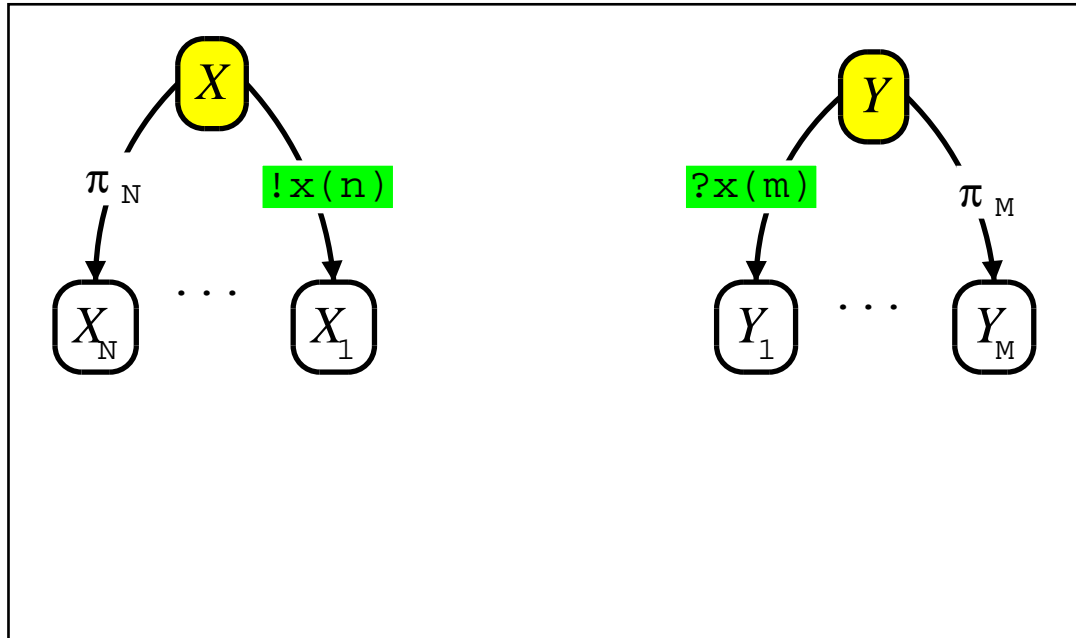 X Y
π N !x(n) ?x(m) π M
... ...
X N X 1 Y 1 Y M